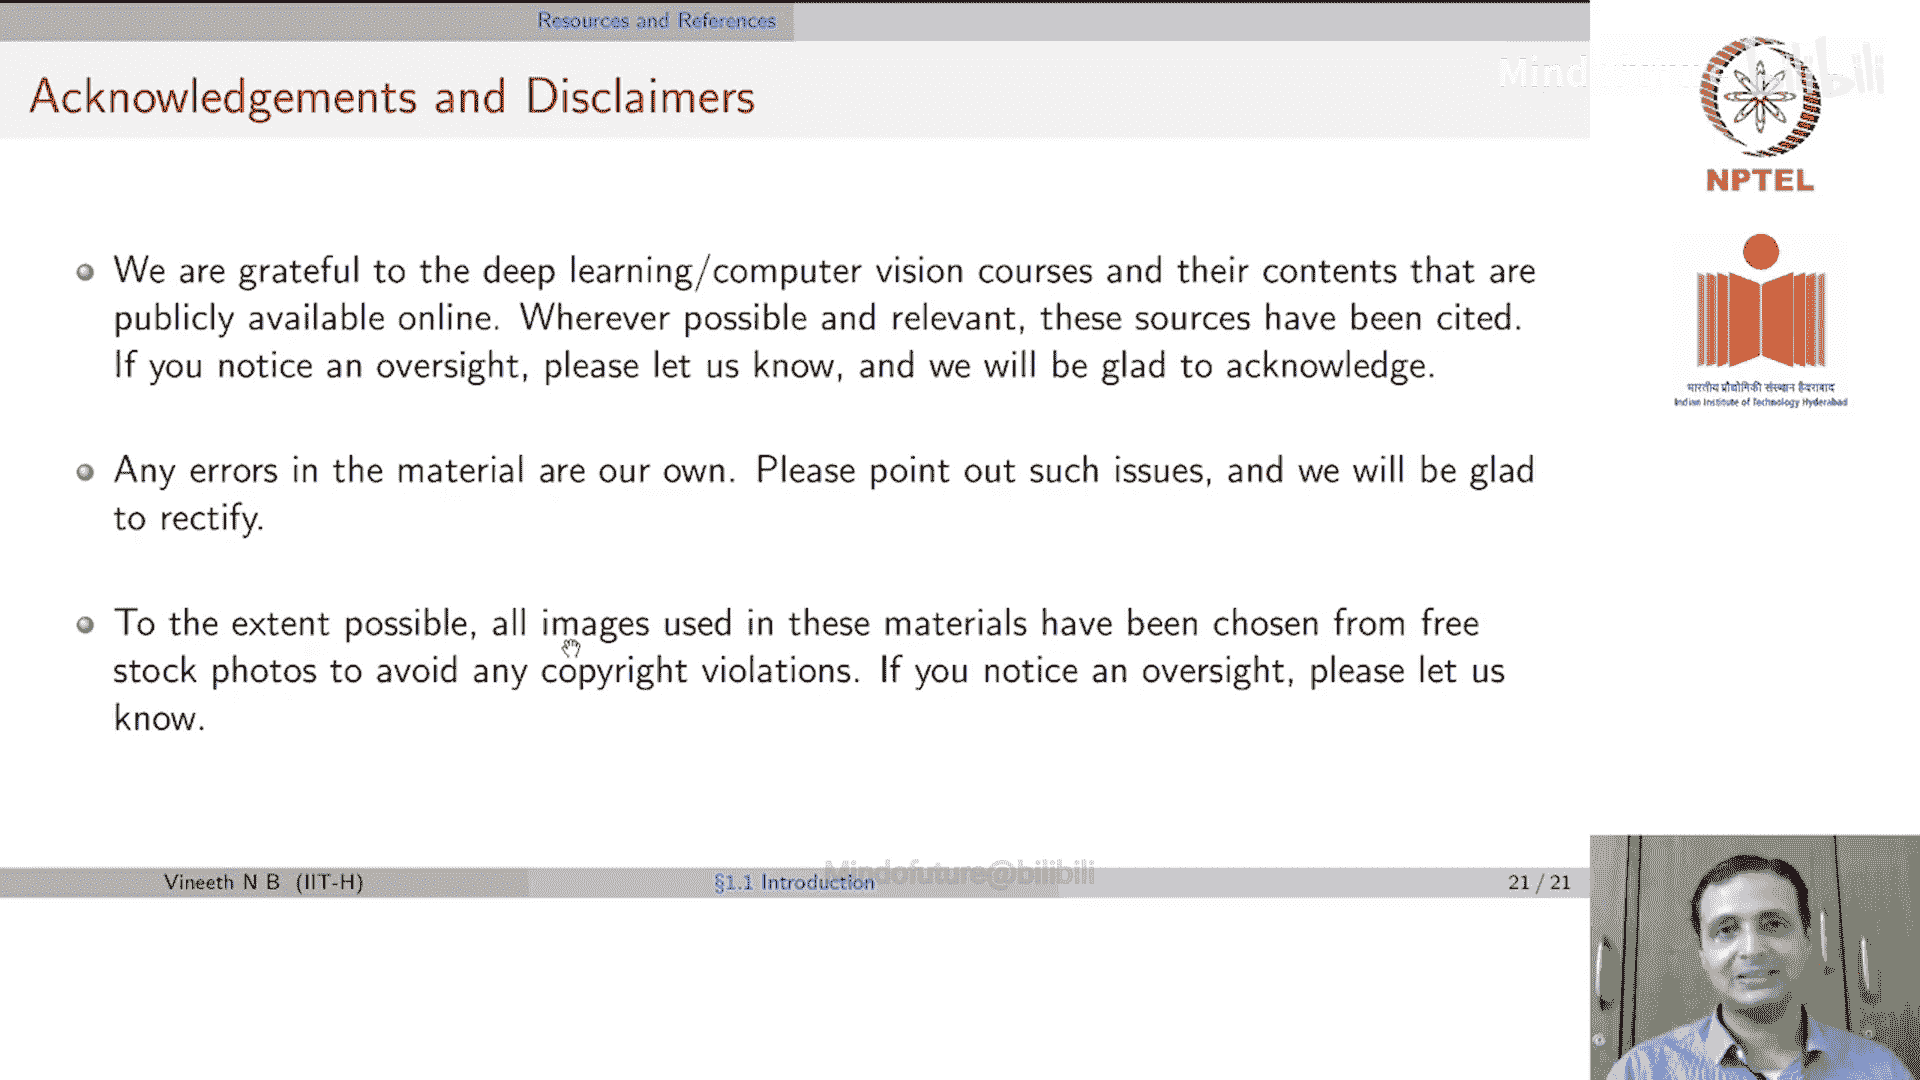 Resources and References
Acknowledgements and Disclaimers
We are grateful to the deep learning/computer vision courses and their contents that are
publicly available online. Wherever possible and relevant, these sources have been cited.
If you notice an oversight, please let us know, and we will be glad to acknowledge.
Any errors in the material are our own. Please point out such issues, and we will be glad
to rectify.
To the extent possible, all images used in these materials have been chosen from free
stock photos to avoid any copyright violations. If you notice an oversight, please let us
know.
Vineeth N B (IIT-H)
§1.1 Introduction
21 / 21
Mindofuture@bilibili
NPTEL
भारतीय प्रौद्योगिकी संस्थान हैदराबाद
Indian Institute of Technology Hyderabad